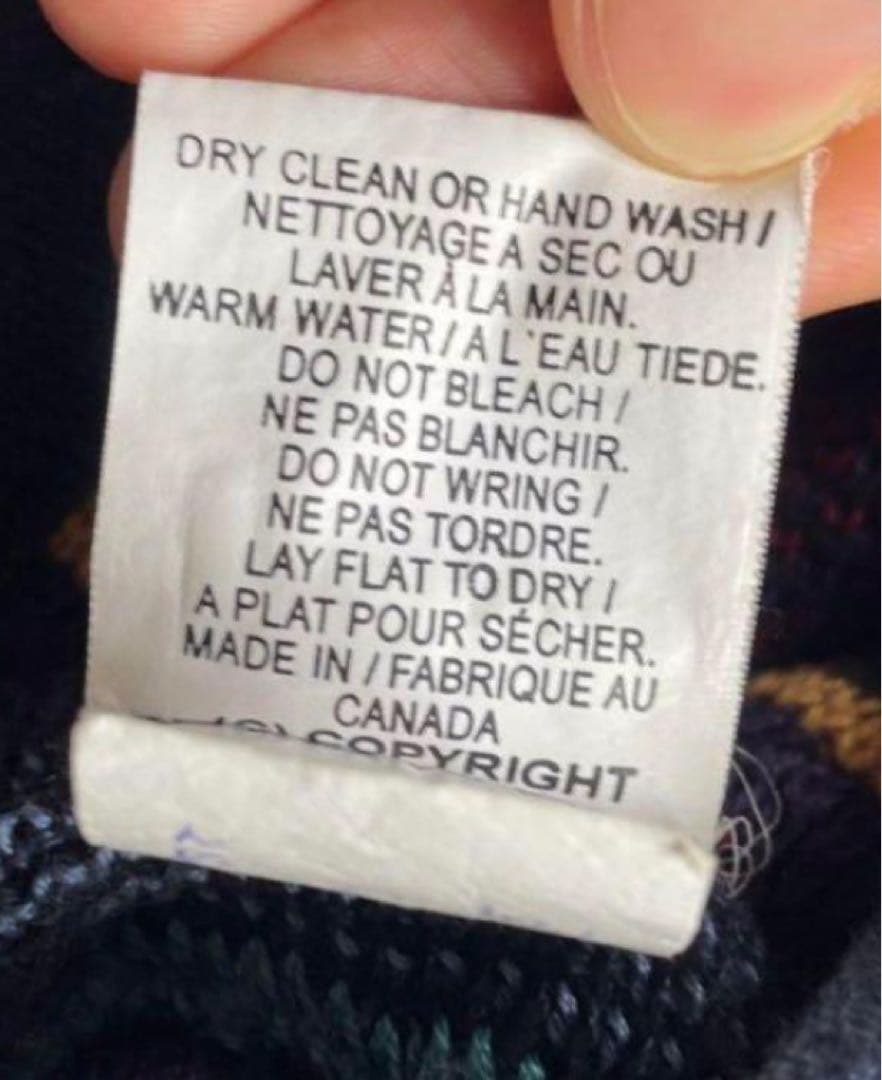 DRY CLEAN OR HAND WASH /
NETTOYAGE A SEC OU
LAVER À LA MAIN.
WARM WATER / A L'EAU TIEDE.
DO NOT BLEACH /
NE PAS BLANCHIR.
DO NOT WRING /
NE PAS TORDRE.
LAY FLAT TO DRY /
A PLAT POUR SÉCHER.
MADE IN / FABRIQUE AU
CANADA
(C) COPYRIGHT